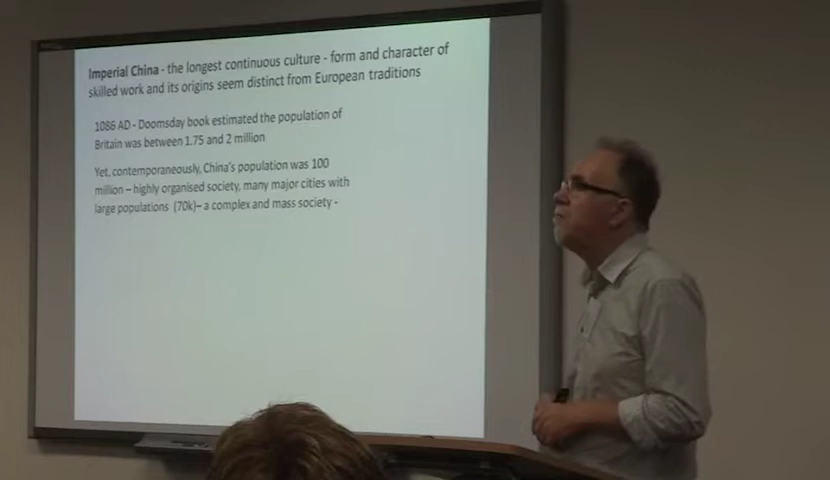 Imperial China - the longest continuous culture - form and character of
skilled work and its origins seem distinct from European traditions
1086 AD - Doomsday book estimated the population of
Britain was between 1.75 and 2 million
Yet, contemporaneously, China's population was 100
million – highly organised society, many major cities with
large populations (70k)– a complex and mass society -